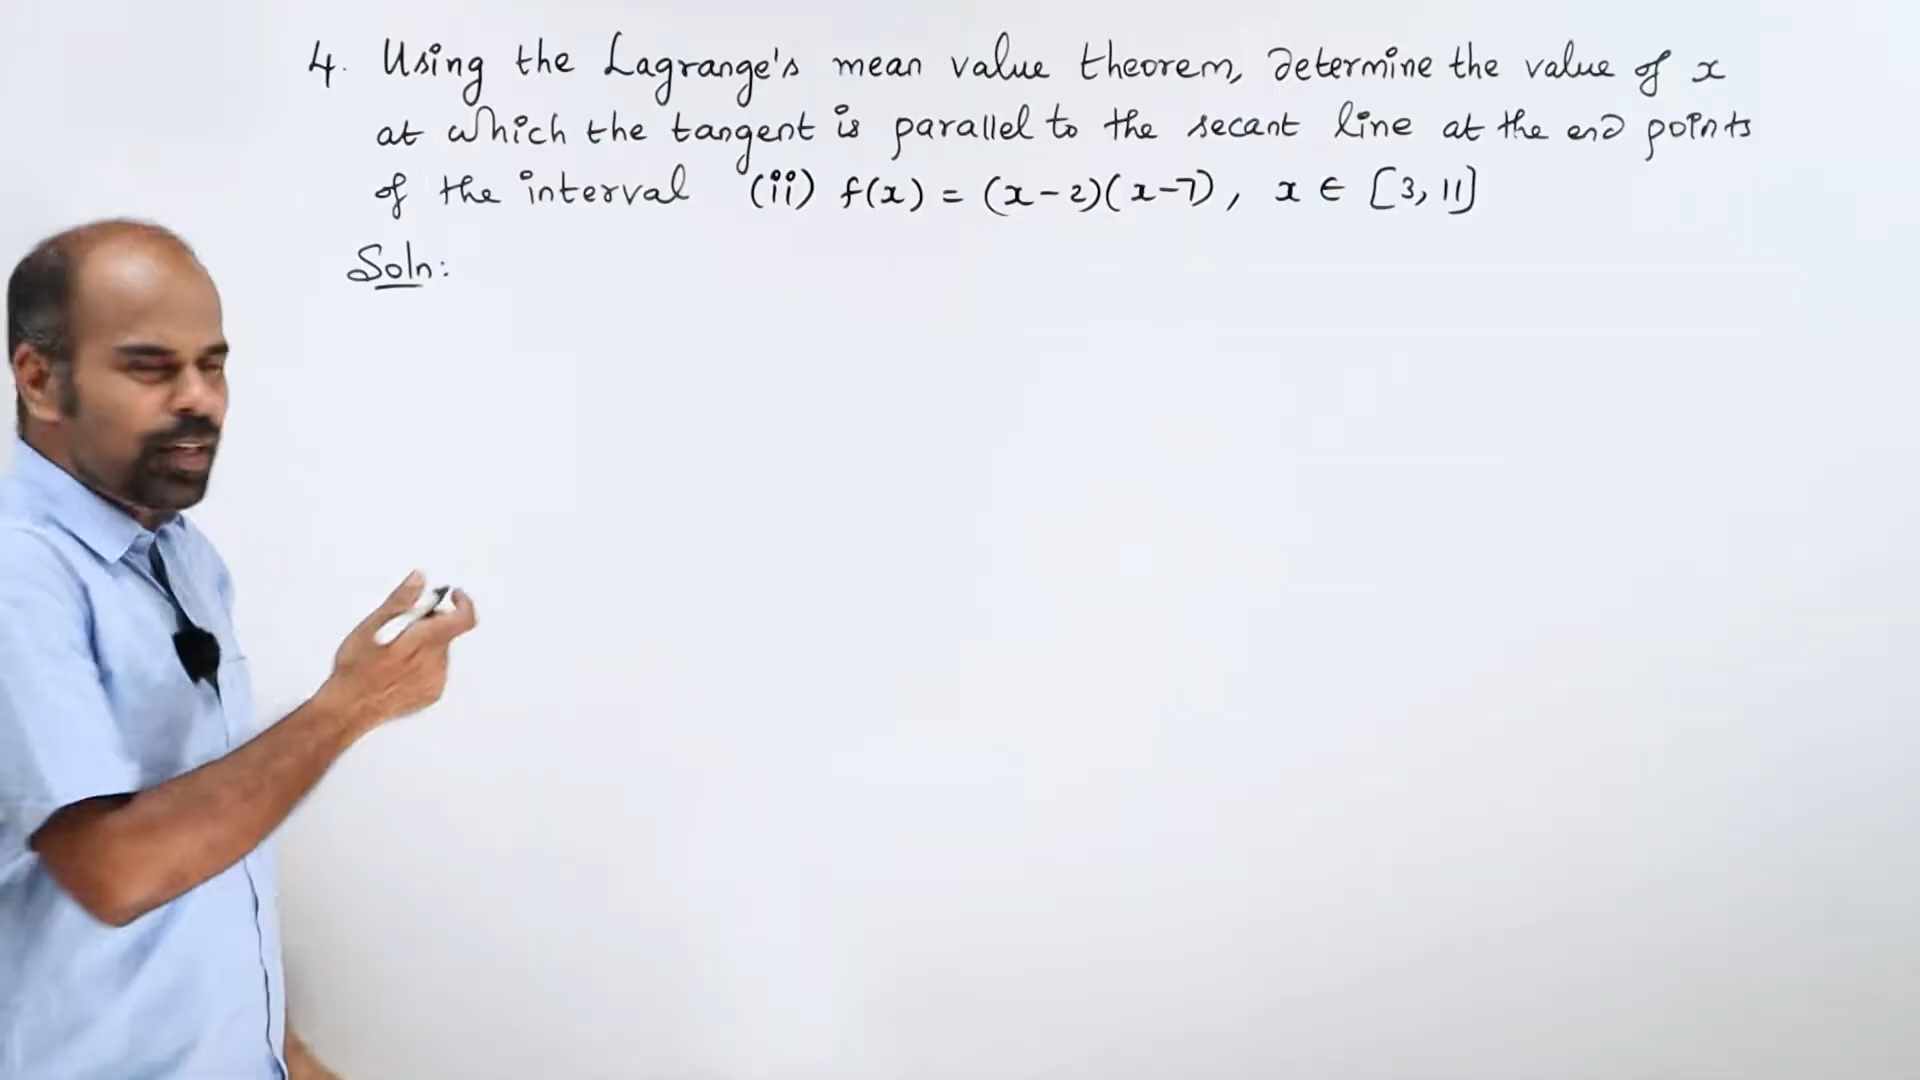 4. Using the Lagrange's mean value theorem, determine the value of x
at which the tangent is parallel to the secant line at the end points
of the interval (ii) f(x) = (x-2)(x-7), x ∈ [3, 11]
Soln: